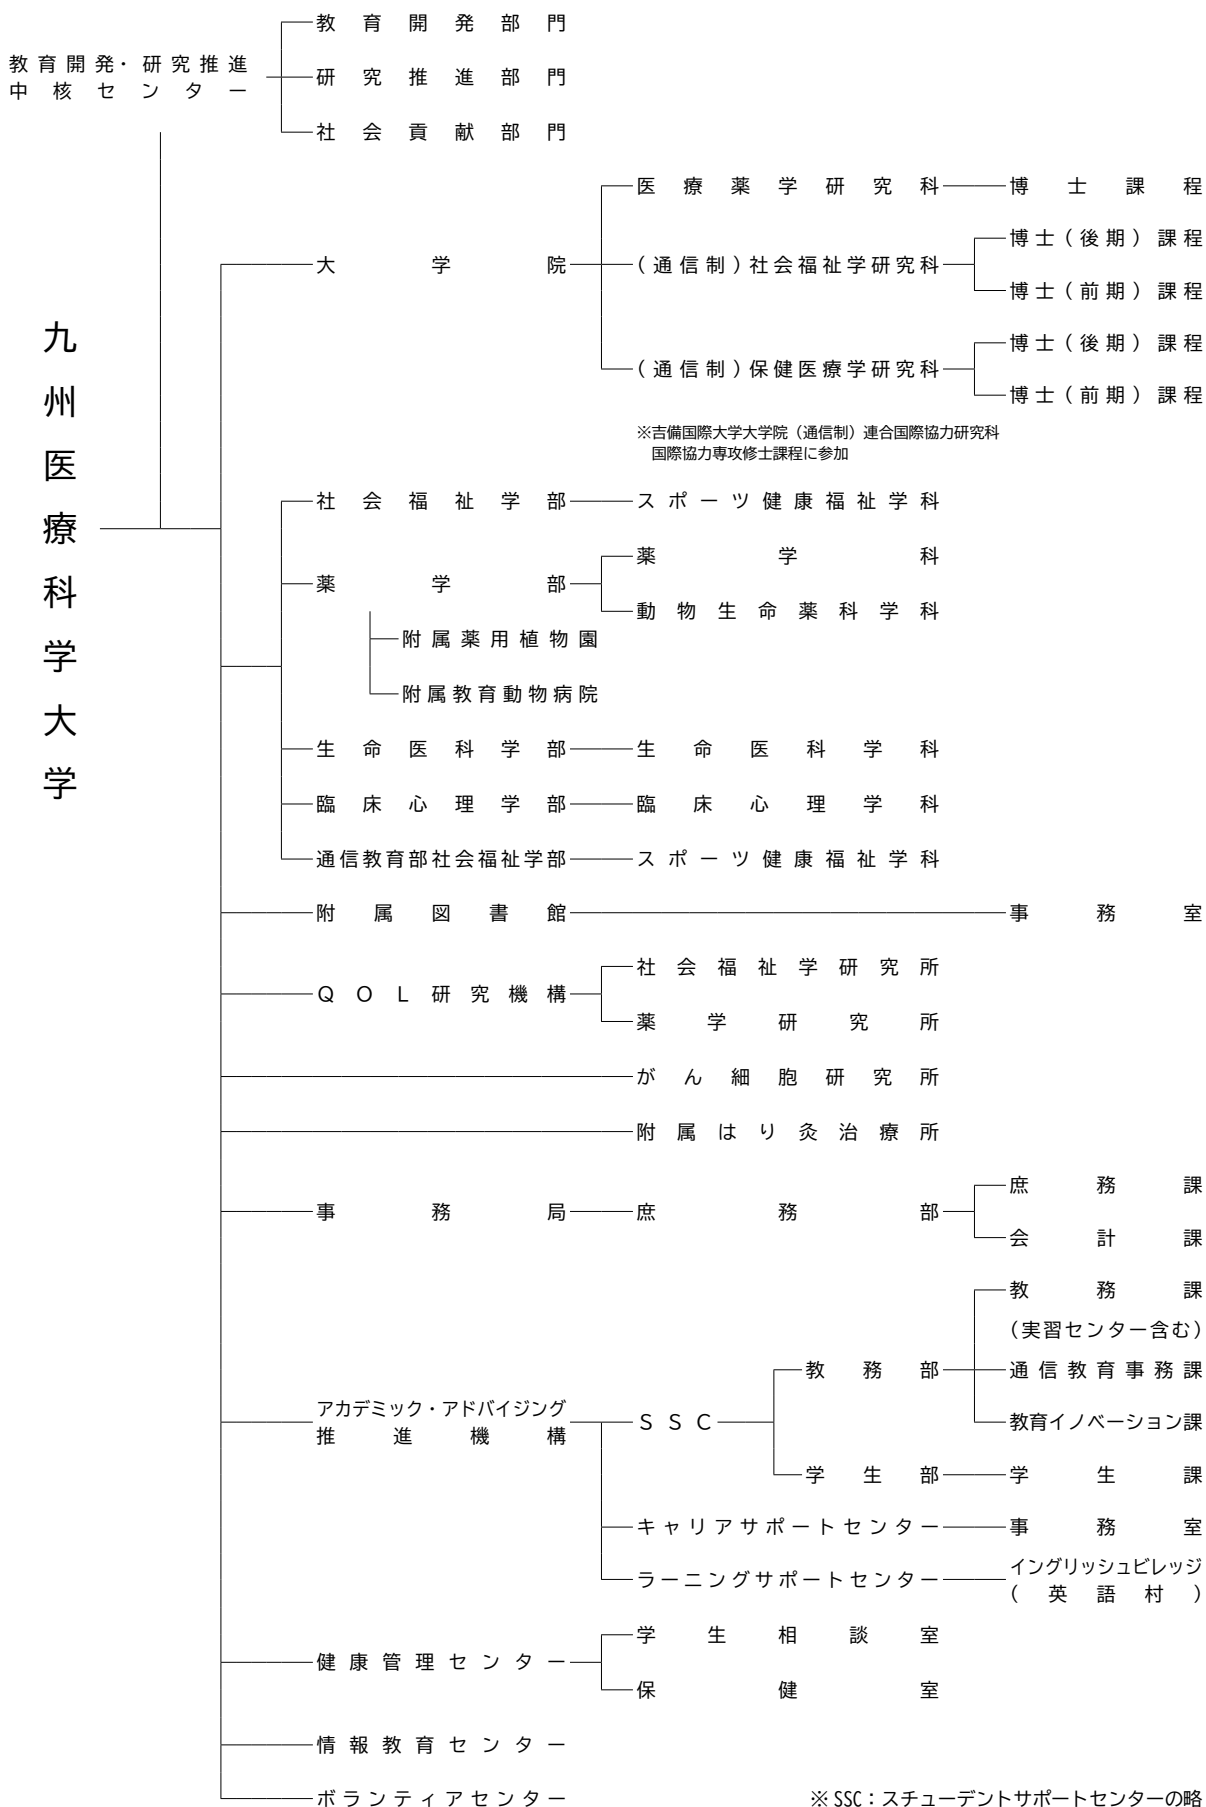 教育開発部門
教育開発・研究推進
中核センター
研究推進部門
社会貢献部門
九州医療科学大学
大学院
医療薬学研究科
博士課程
(通信制)社会福祉学研究科
博士(後期)課程
博士(前期)課程
(通信制)保健医療学研究科
博士(後期)課程
博士(前期)課程
※吉備国際大学大学院（通信制）連合国際協力研究科
国際協力専攻修士課程に参加
社会福祉学部
スポーツ健康福祉学科
薬学部
薬学科
動物生命薬科学科
附属薬用植物園
附属教育動物病院
生命医科学部
生命医科学科
臨床心理学部
臨床心理学科
通信教育部社会福祉学部
スポーツ健康福祉学科
附属図書館
事務室
ＱＯＬ研究機構
社会福祉学研究所
薬学研究所
がん細胞研究所
附属はり灸治療所
事務局
庶務部
庶務課
会計課
アカデミック・アドバイジング
推進機構
ＳＳＣ
教務部
教務課
(実習センター含む)
通信教育事務課
教育イノベーション課
学生部
学生課
キャリアサポートセンター
事務室
ラーニングサポートセンター
イングリッシュビレッジ
(英語村)
健康管理センター
学生相談室
保健室
情報教育センター
ボランティアセンター
※SSC：スチューデントサポートセンターの略